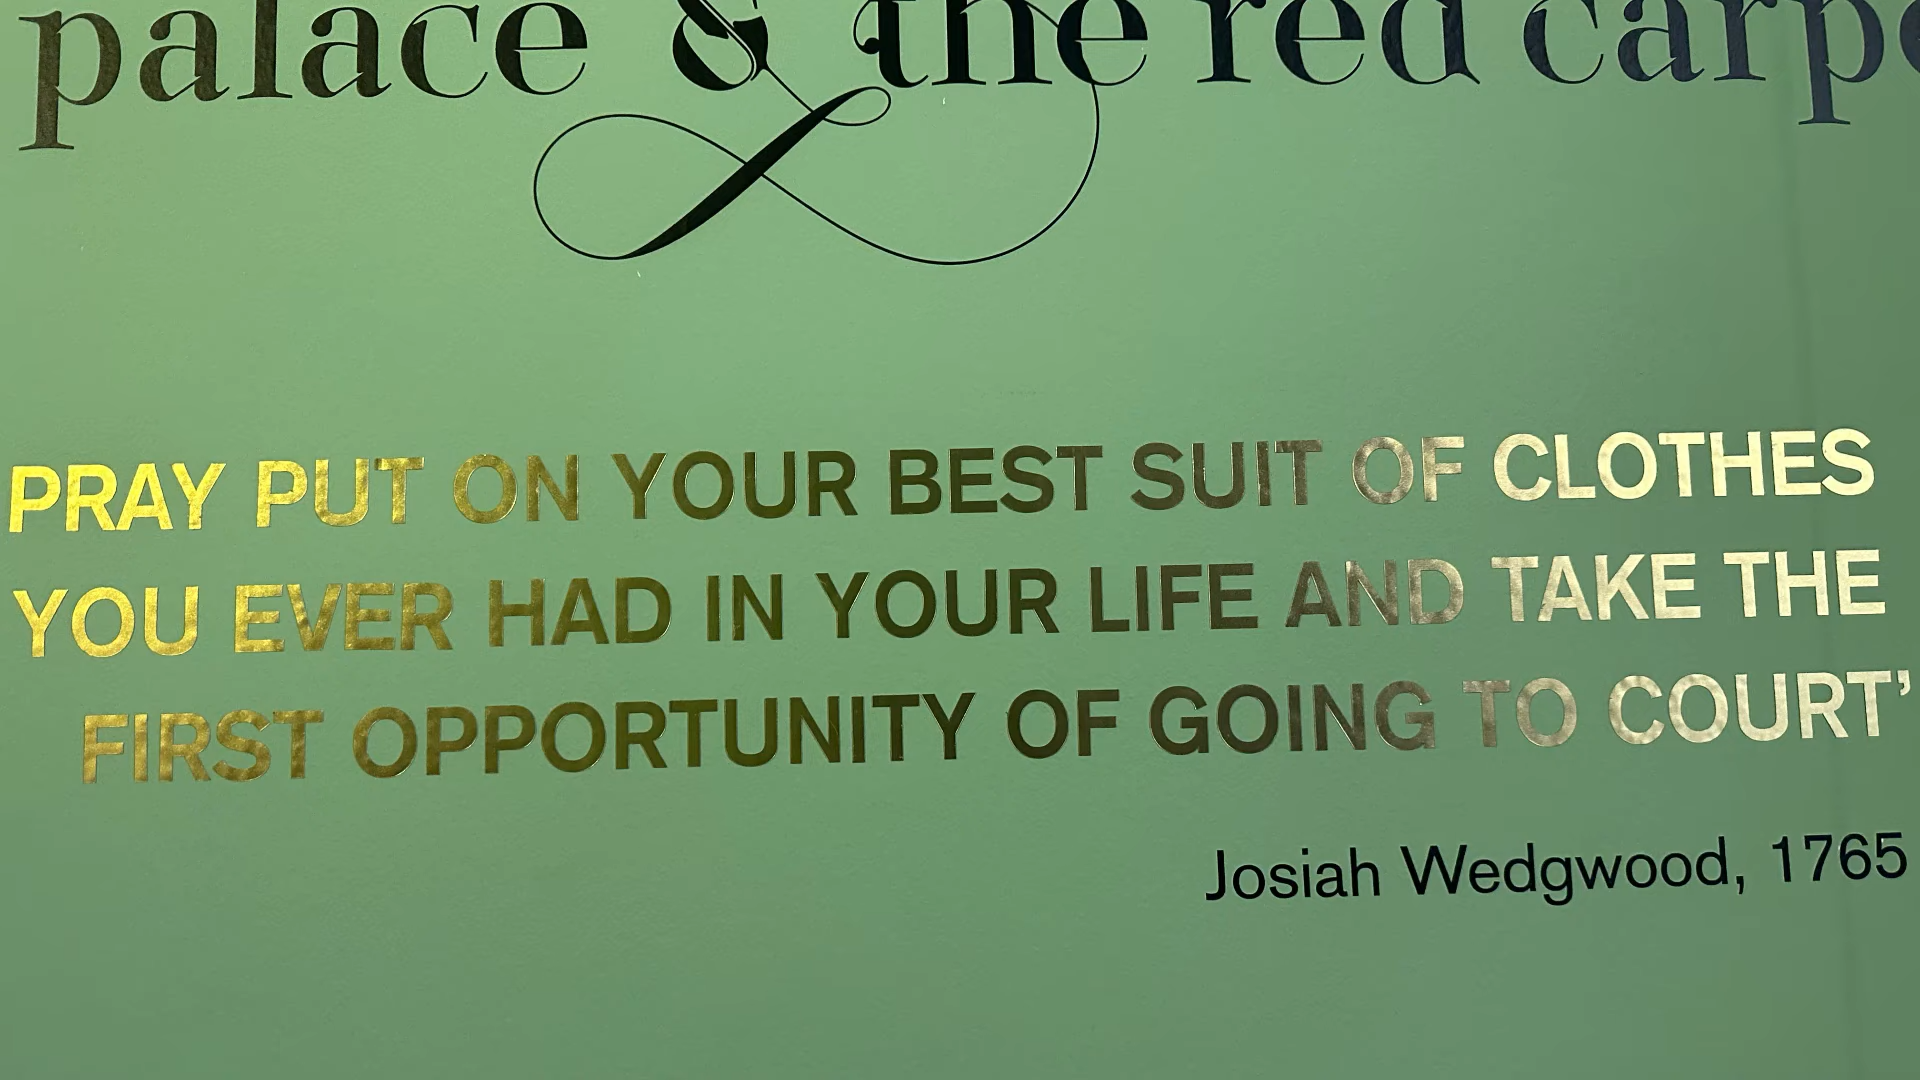 palace & the red carpe
PRAY PUT ON YOUR BEST SUIT OF CLOTHES
YOU EVER HAD IN YOUR LIFE AND TAKE THE
FIRST OPPORTUNITY OF GOING TO COURT’
Josiah Wedgwood, 1765